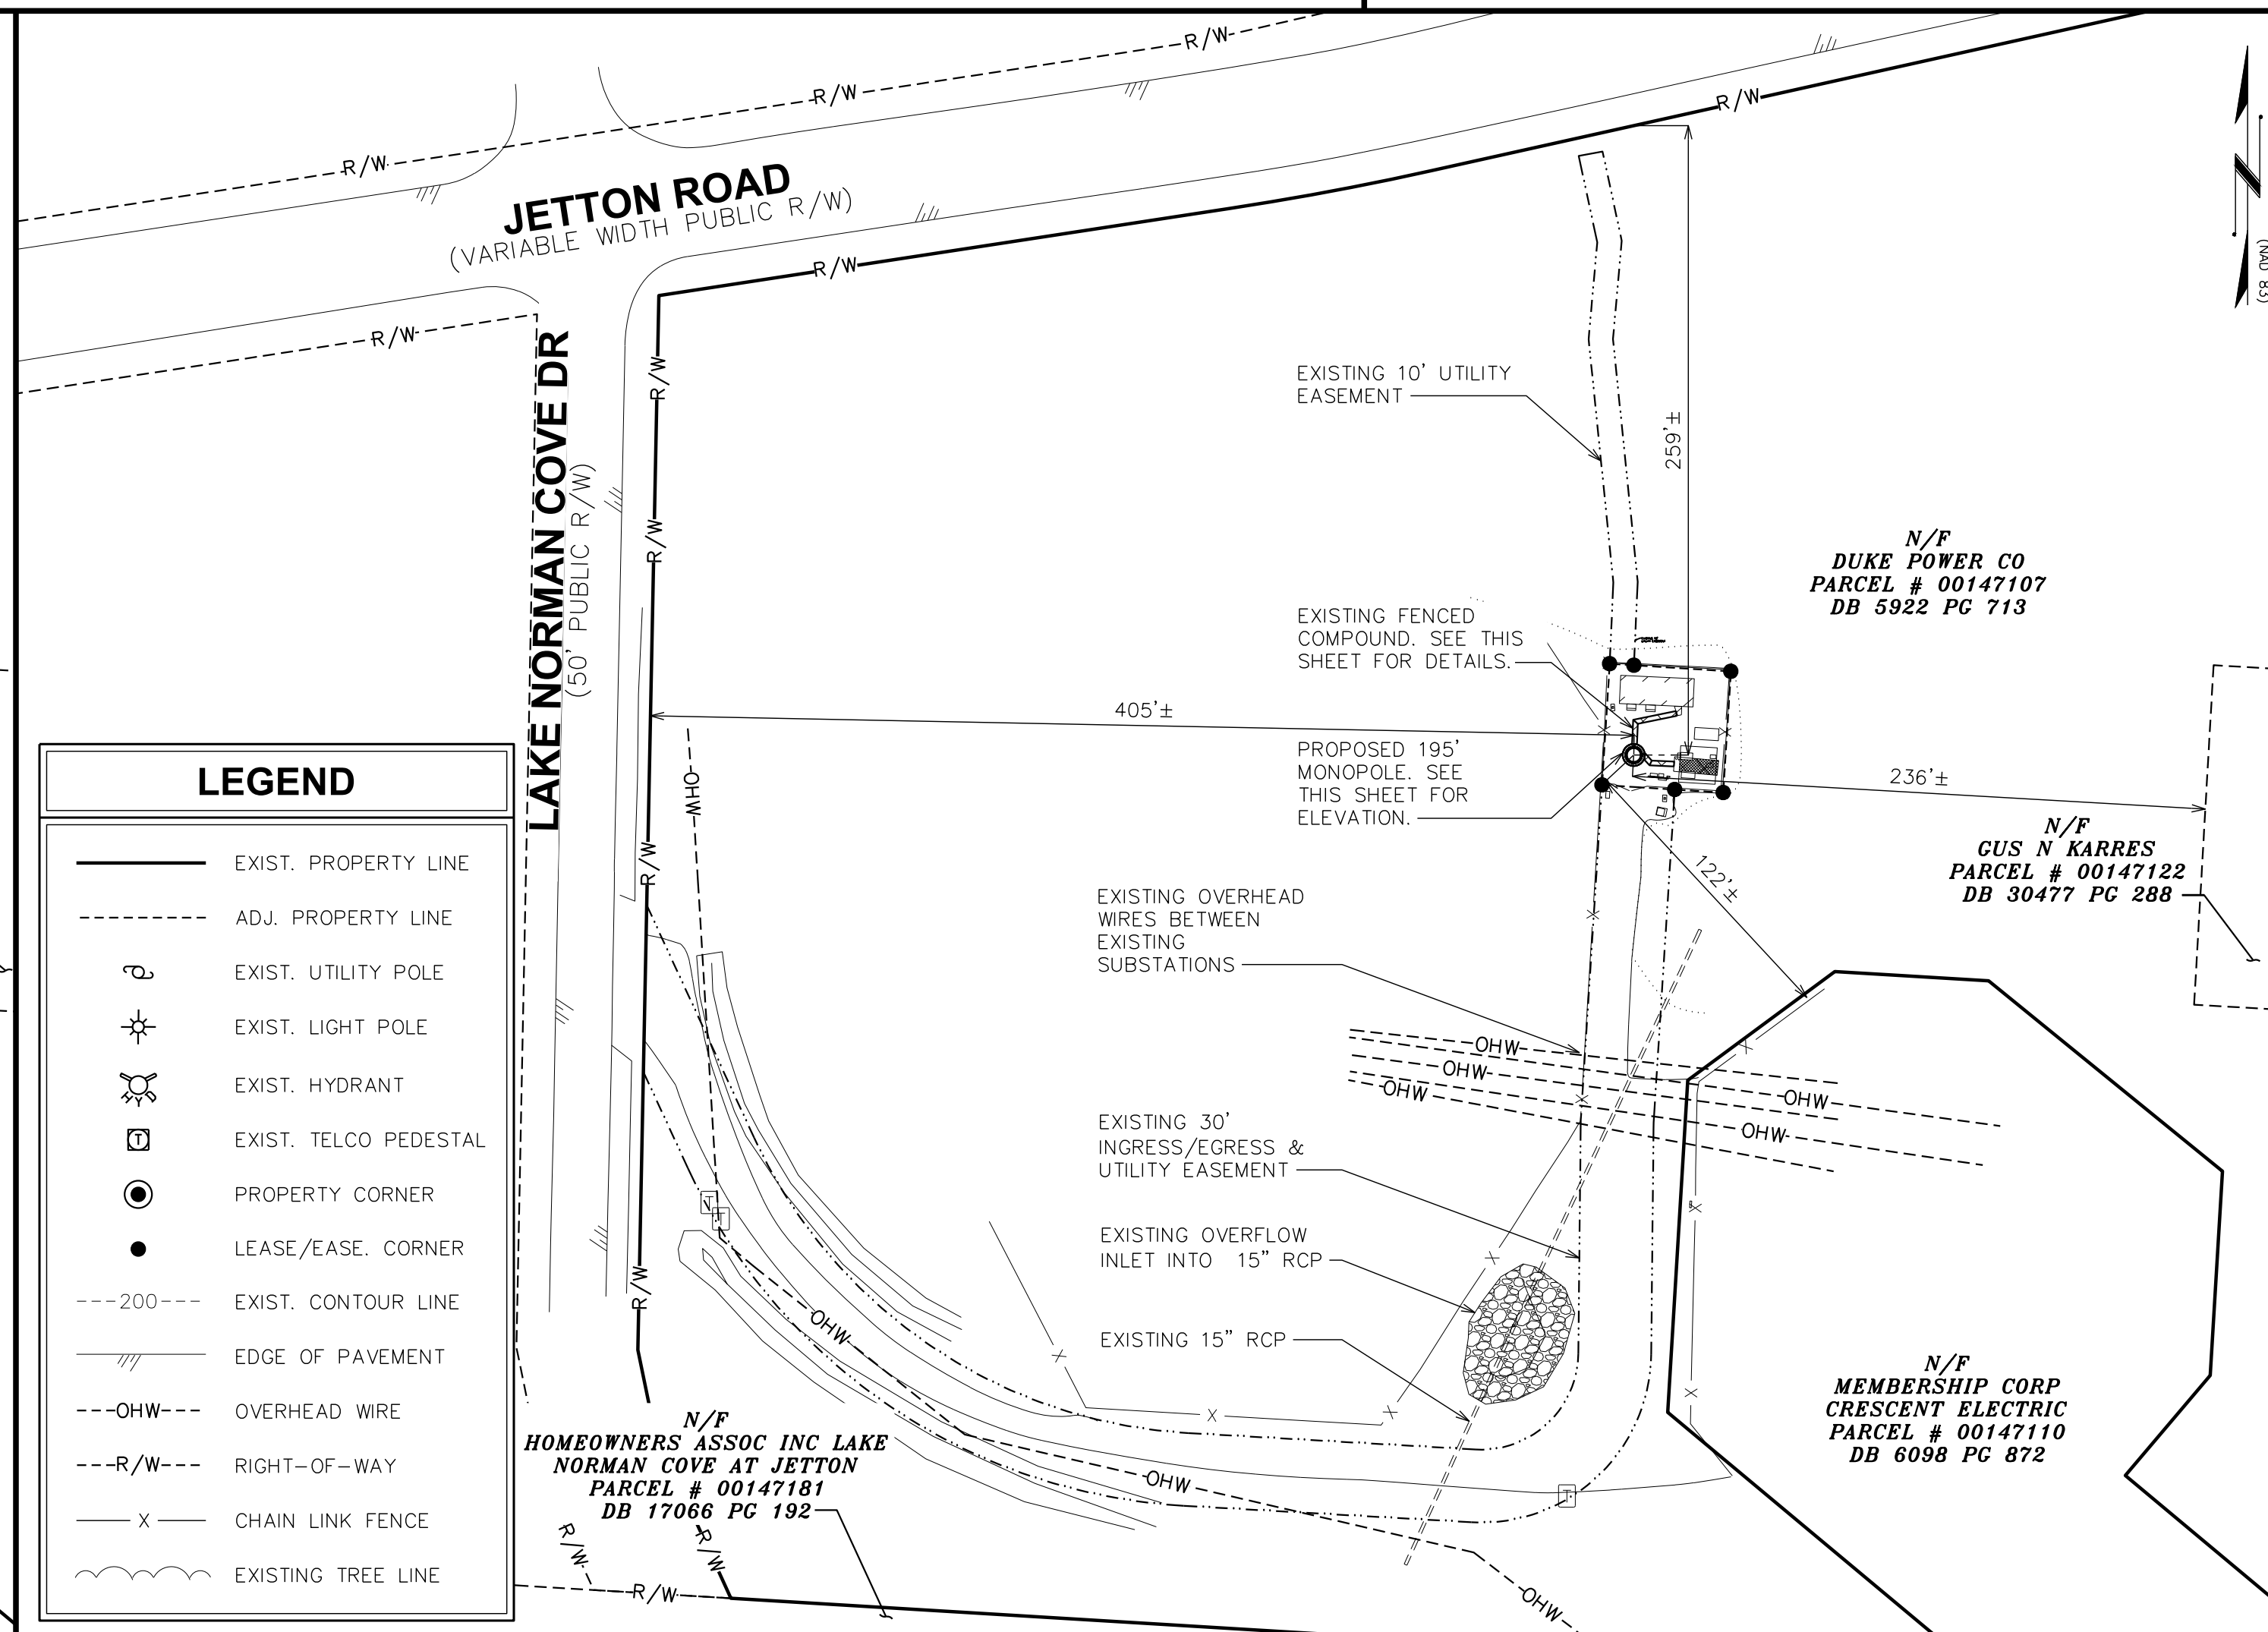 R/W
R/W
R/W
R/W
R/W
R/W
R/W
JETTON ROAD
(VARIABLE WIDTH PUBLIC R/W)
LAKE NORMAN COVE DR
(50' PUBLIC R/W)
R/W
R/W
R/W
R/W
(NAD 83)
EXISTING 10' UTILITY
EASEMENT
259'±
N/F
DUKE POWER CO
PARCEL # 00147107
DB 5922 PG 713
EXISTING FENCED
COMPOUND. SEE THIS
SHEET FOR DETAILS.
405'±
PROPOSED 195'
MONOPOLE. SEE
THIS SHEET FOR
ELEVATION.
236'±
122'±
N/F
GUS N KARRES
PARCEL # 00147122
DB 30477 PG 288
EXISTING OVERHEAD
WIRES BETWEEN
EXISTING
SUBSTATIONS
OHW
OHW
OHW
OHW
OHW
OHW
X
X
X
X
X
X
X
X
X
X
X
EXISTING 30'
INGRESS/EGRESS &
UTILITY EASEMENT
EXISTING OVERFLOW
INLET INTO 15" RCP
EXISTING 15" RCP
T
T
T
OHW
OHW
OHW
N/F
MEMBERSHIP CORP
CRESCENT ELECTRIC
PARCEL # 00147110
DB 6098 PG 872
N/F
HOMEOWNERS ASSOC INC LAKE
NORMAN COVE AT JETTON
PARCEL # 00147181
DB 17066 PG 192
R/W
R/W
R/W
LEGEND
EXIST. PROPERTY LINE
ADJ. PROPERTY LINE
EXIST. UTILITY POLE
EXIST. LIGHT POLE
HY EXIST. HYDRANT
T EXIST. TELCO PEDESTAL
PROPERTY CORNER
LEASE/EASE. CORNER
---200--- EXIST. CONTOUR LINE
EDGE OF PAVEMENT
---OHW--- OVERHEAD WIRE
---R/W--- RIGHT-OF-WAY
X CHAIN LINK FENCE
EXISTING TREE LINE